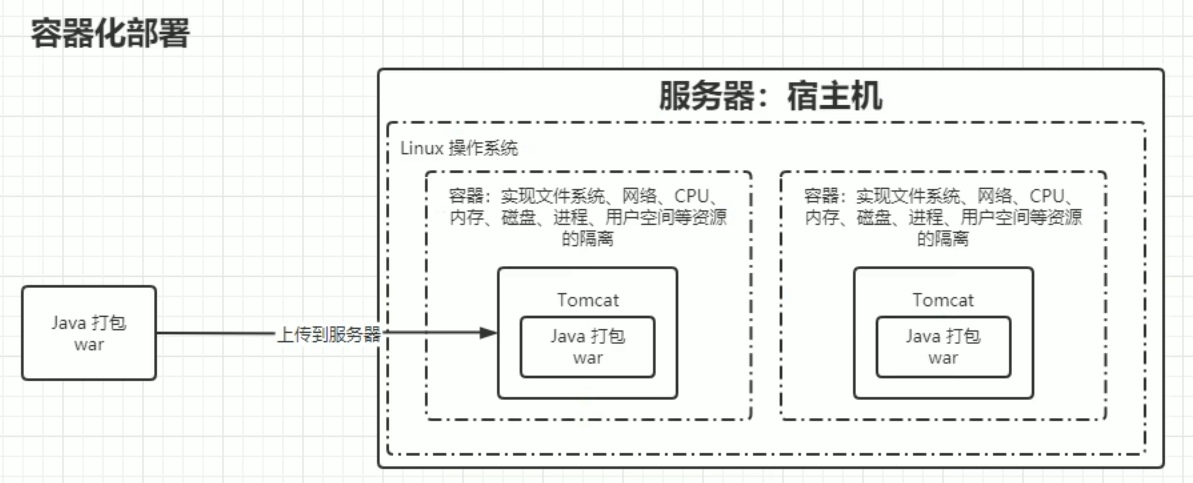 容器化部署
服务器：宿主机
Linux 操作系统
容器：实现文件系统、网络、CPU、
内存、磁盘、进程、用户空间等资源
的隔离
容器：实现文件系统、网络、CPU、
内存、磁盘、进程、用户空间等资源
的隔离
Java 打包
war
上传到服务器
Tomcat
Java 打包
war
Tomcat
Java 打包
war